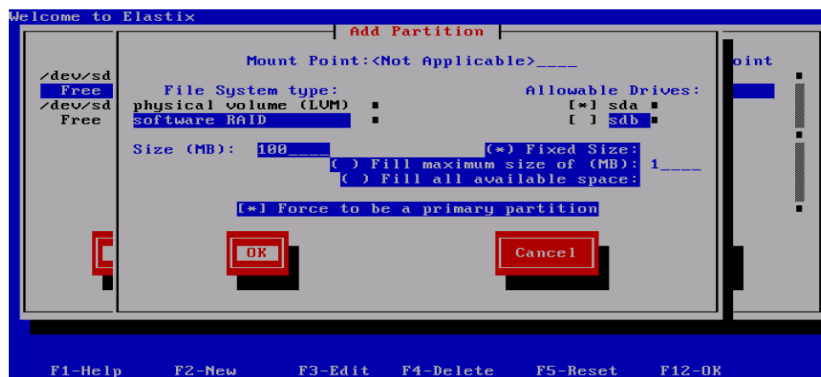 Welcome to Elastix
Add Partition
Mount Point:<Not Applicable>____
oint
/dev/sd
Free
/dev/sd
Free
File System type:
Allowable Drives:
physical volume (LVM)
[*] sda
software RAID
[ ] sdb
Size (MB): 100____
(*) Fixed Size:
( ) Fill maximum size of (MB): 1____
( ) Fill all available space:
[*] Force to be a primary partition
OK
Cancel
F1-Help F2-New F3-Edit F4-Delete F5-Reset F12-OK